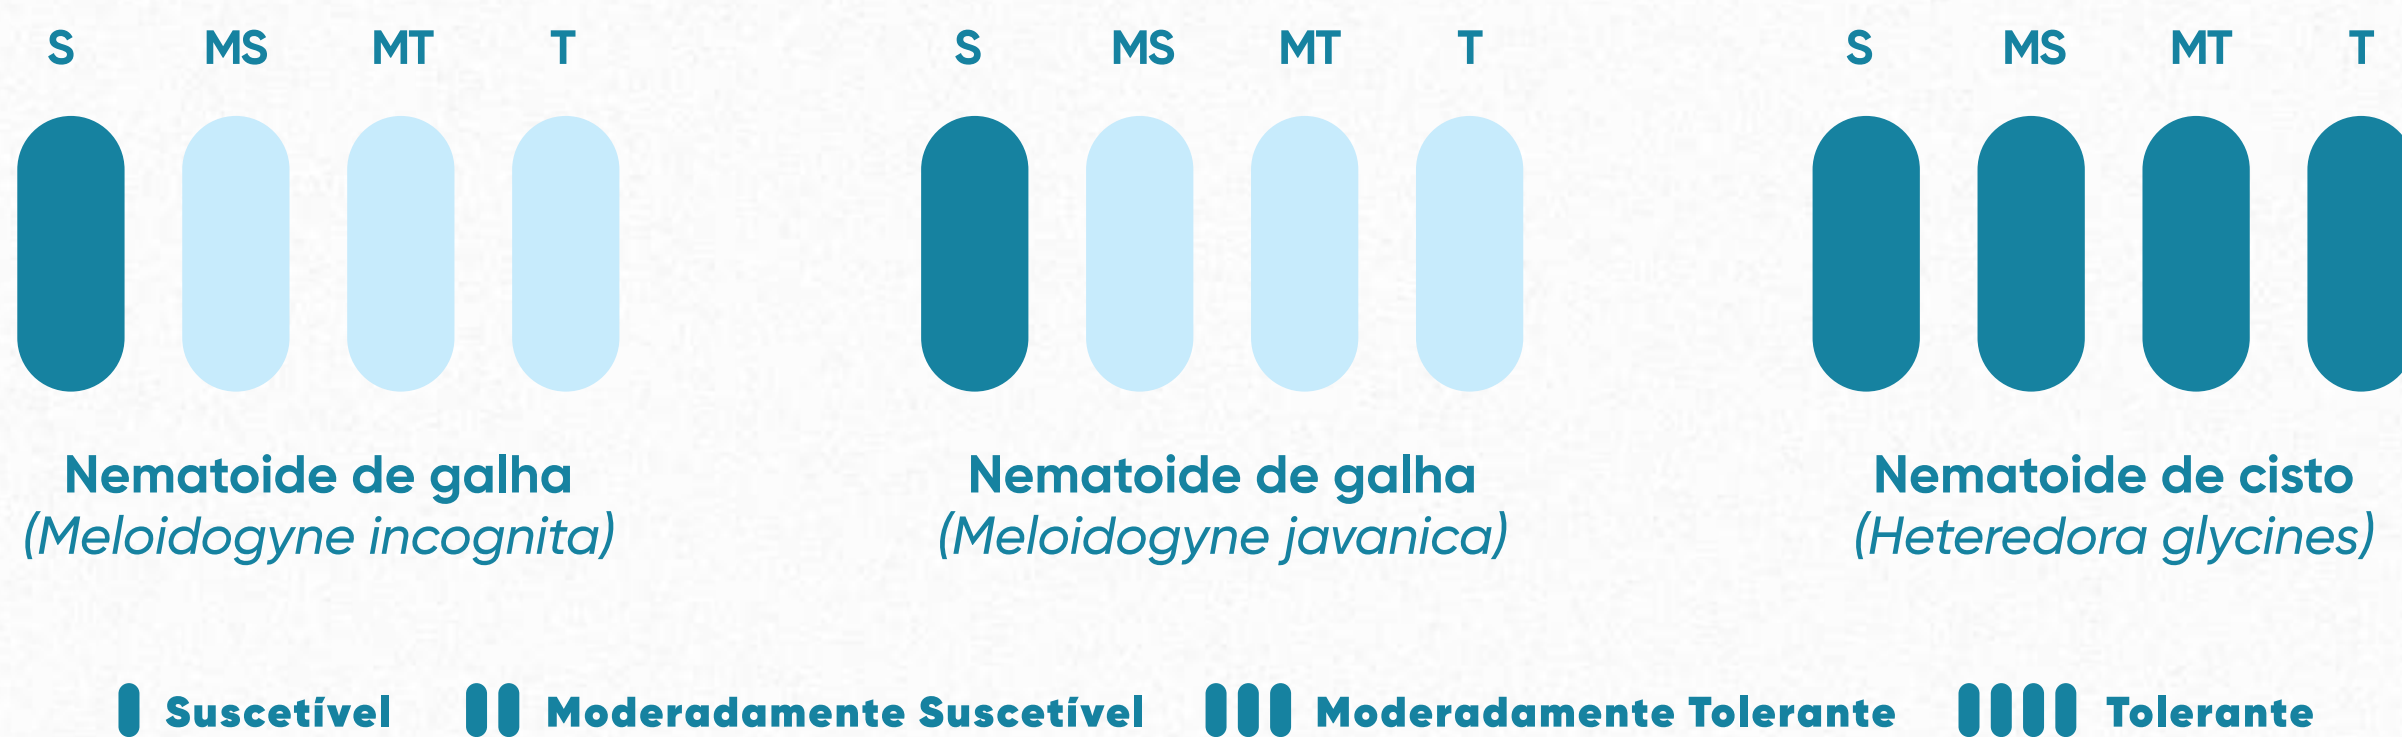 S MS MT T
S MS MT T
S MS MT T
Nematoide de galha
(Meloidogyne incognita)
Nematoide de galha
(Meloidogyne javanica)
Nematoide de cisto
(Heteredora glycines)
Suscetível
Moderadamente Suscetível
Moderadamente Tolerante
Tolerante